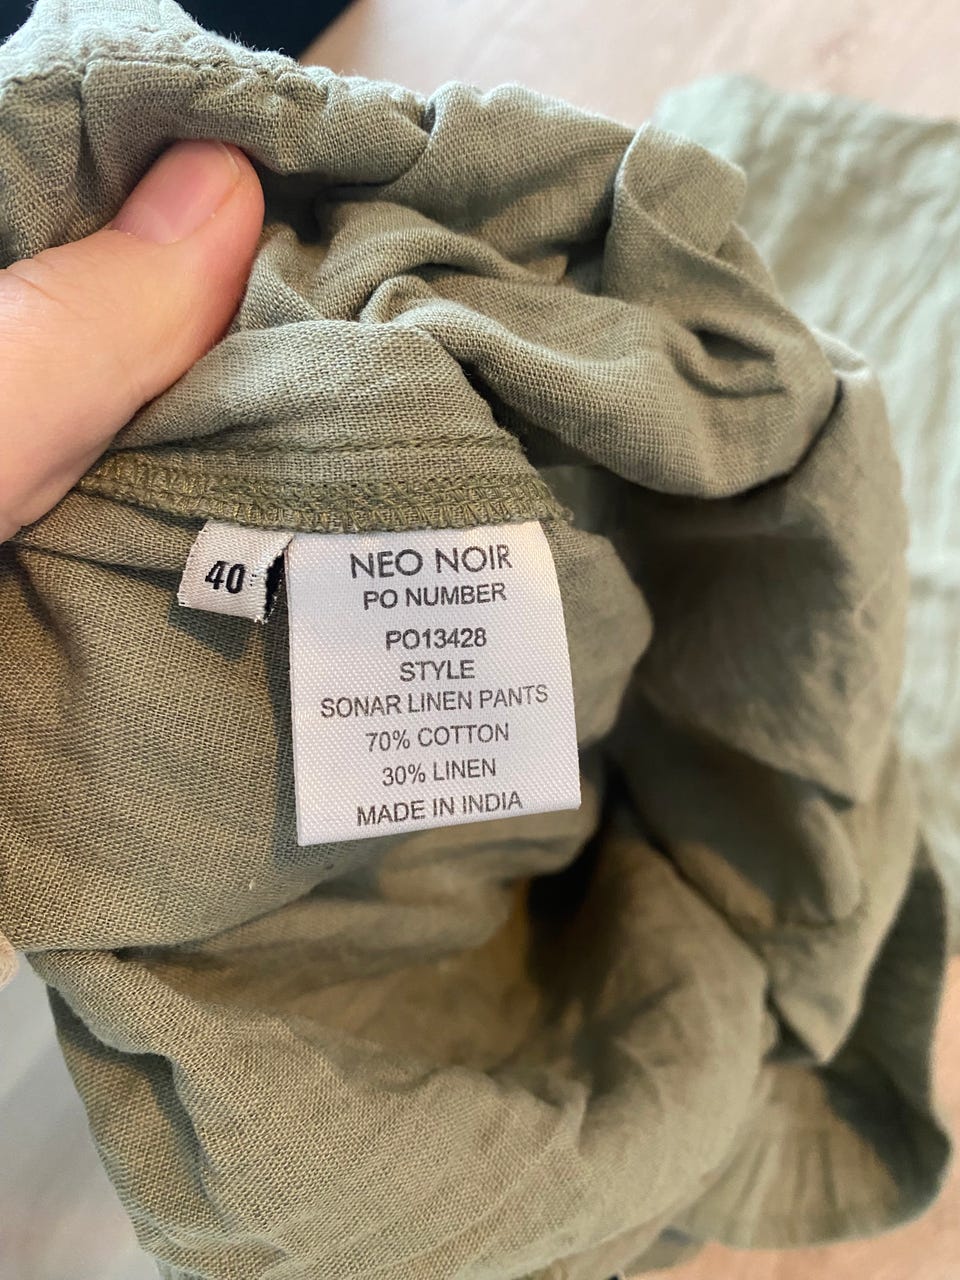 40
NEO NOIR
PO NUMBER
PO13428
STYLE
SONAR LINEN PANTS
70% COTTON
30% LINEN
MADE IN INDIA